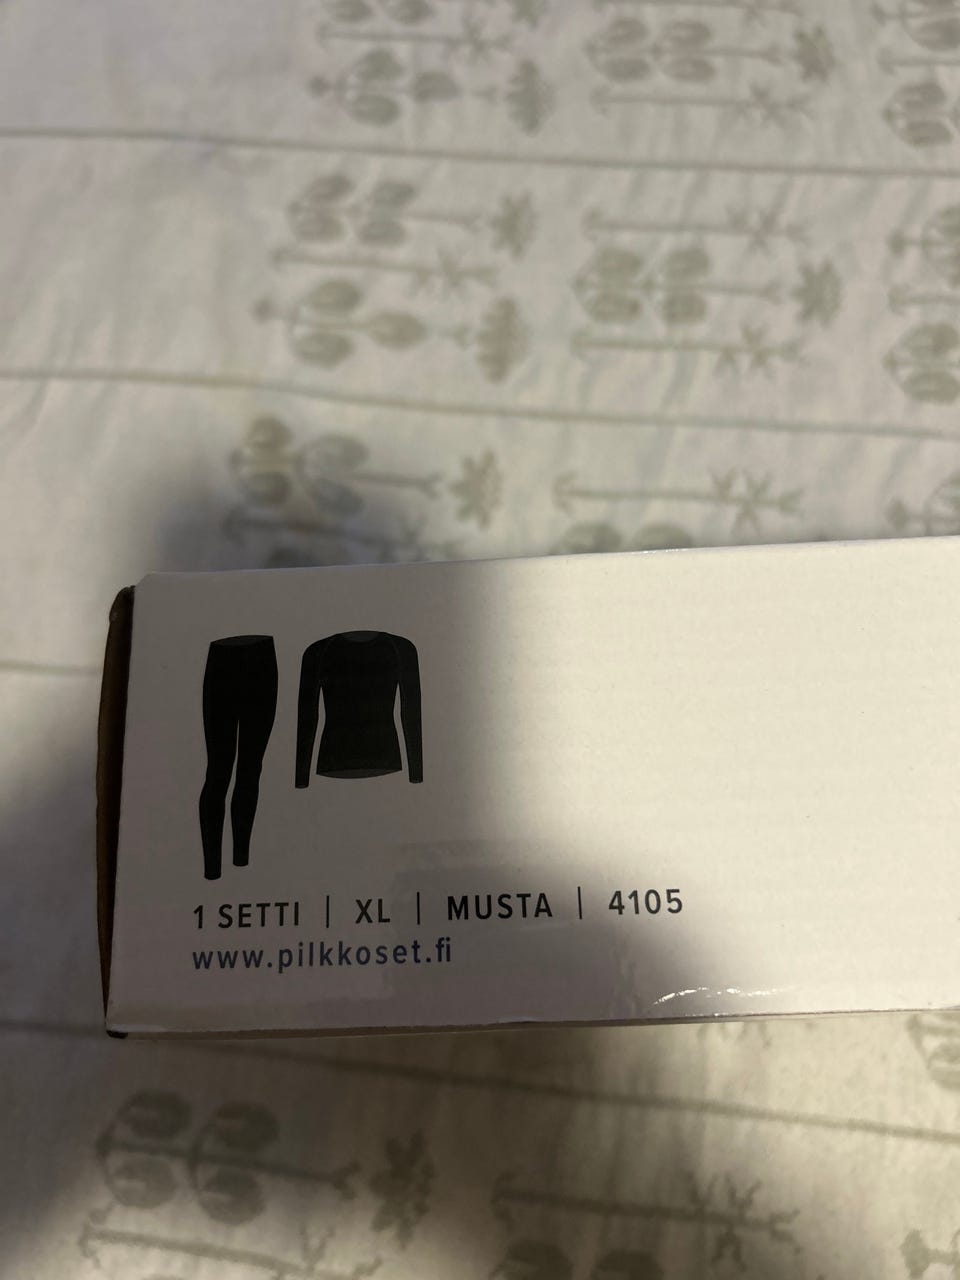 1 SETTI | XL | MUSTA | 4105
www.pilkkoset.fi